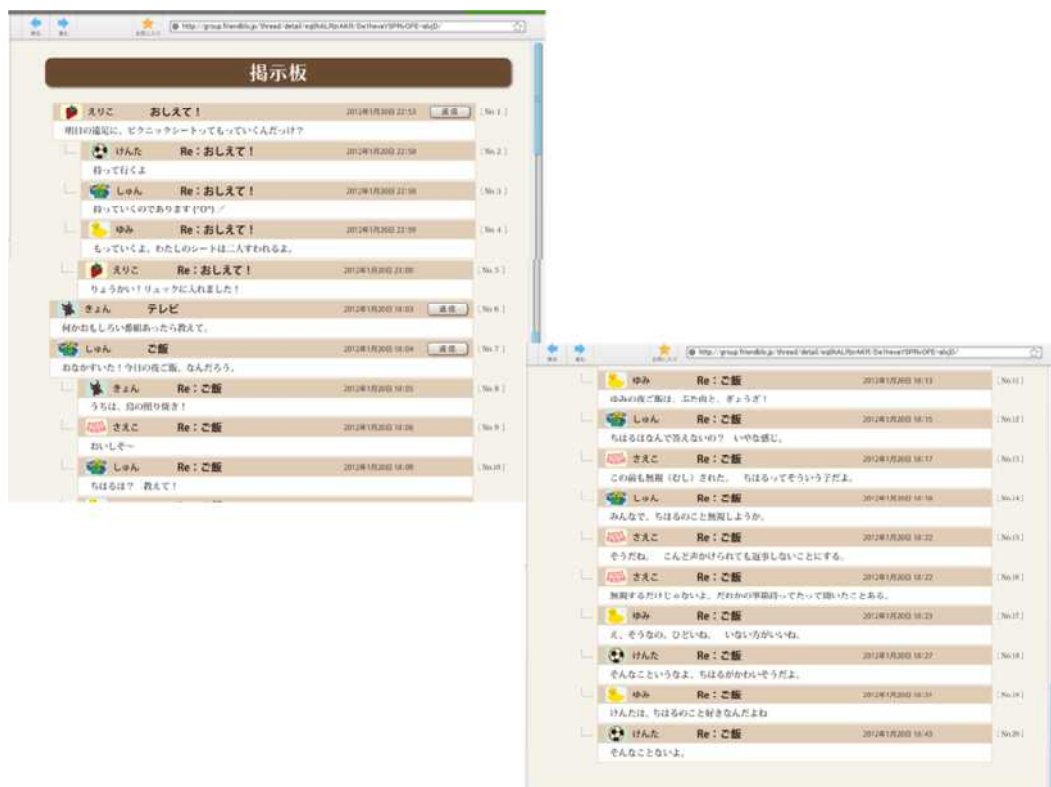 掲示板
えりこ おしえて! 2012年1月20日 22:53 返信 [No.1]
明日の遠足に、ピクニックシートってもっていくんだっけ?
けんた Re:おしえて! 2012年1月20日 22:58 [No.2]
持って行くよ
しゅん Re:おしえて! 2012年1月20日 22:58 [No.3]
持っていくのであります(^O^)/
ゆみ Re:おしえて! 2012年1月20日 22:59 [No.4]
もっていくよ。わたしのシートは二人すわれるよ。
えりこ Re:おしえて! 2012年1月20日 23:00 [No.5]
りょうかい!リュックに入れました!
きょん テレビ 2012年1月20日 18:03 返信 [No.6]
何かおもしろい番組あったら教えて。
しゅん ご飯 2012年1月20日 18:04 返信 [No.7]
おなかすいた!今日の夜ご飯、なんだろう。
きょん Re:ご飯 2012年1月20日 18:05 [No.8]
うちは、鳥の照り焼き!
さえこ Re:ご飯 2012年1月20日 18:06 [No.9]
おいしそ~
しゅん Re:ご飯 2012年1月20日 18:08 [No.10]
ちはるは? 教えて!
ゆみ Re:ご飯 2012年1月20日 18:13 [No.11]
ゆみの夜ご飯は、ぶた肉と、ぎょうざ!
しゅん Re:ご飯 2012年1月20日 18:15 [No.12]
ちはるはなんで答えないの? いやな感じ。
さえこ Re:ご飯 2012年1月20日 18:17 [No.13]
この前も無視(むし)された。 ちはるってそういう子だよ。
しゅん Re:ご飯 2012年1月20日 [No.14]
みんなで、ちはるのこと無視しようか。
さえこ Re:ご飯 2012年1月20日 18:22 [No.15]
そうだね。 こんど声かけられても返事しないことにする。
さえこ Re:ご飯 2012年1月20日 18:22 [No.16]
無視するだけじゃないよ、だれかの筆箱持ってたって聞いたことある。
ゆみ Re:ご飯 2012年1月20日 18:23 [No.17]
え、そうなの。ひどいね。 いない方がいいね。
けんた Re:ご飯 2012年1月20日 18:27 [No.18]
そんなこというなよ、ちはるがかわいそうだよ。
ゆみ Re:ご飯 2012年1月20日 18:31 [No.19]
けんたは、ちはるのこと好きなんだよね
けんた Re:ご飯 2012年1月20日 18:43 [No.20]
そんなことないよ。